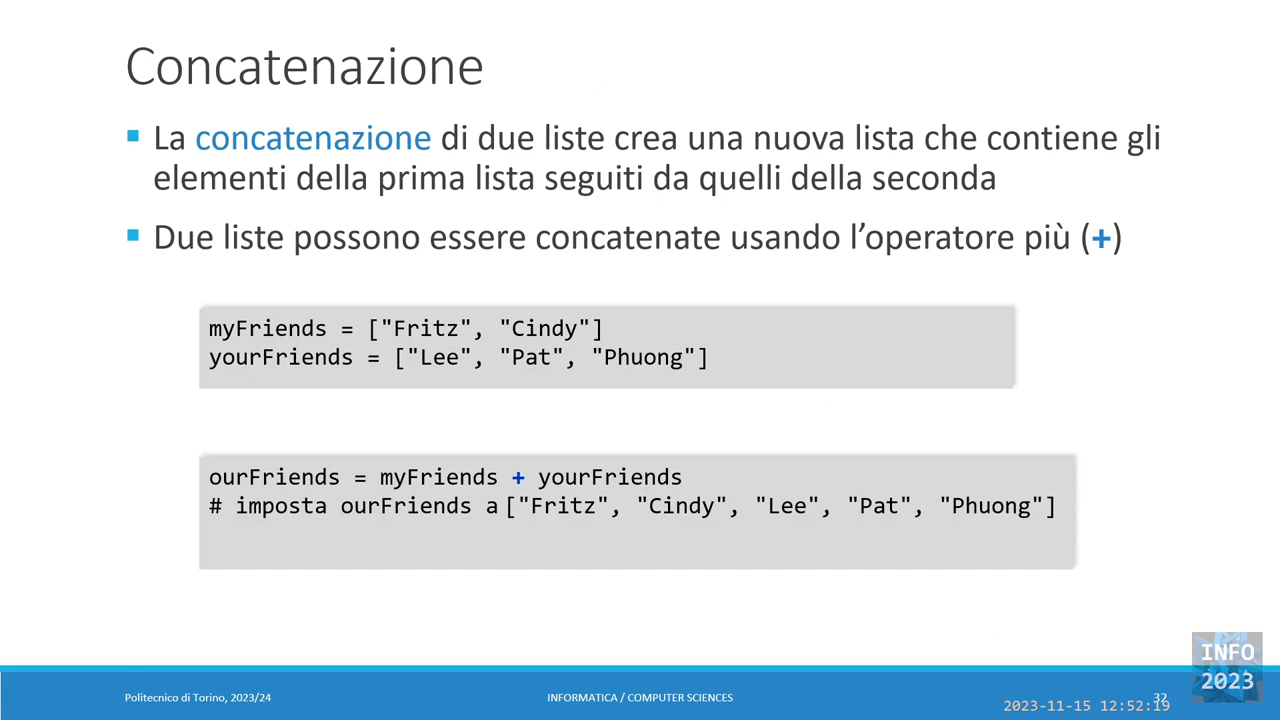 Concatenazione
La concatenazione di due liste crea una nuova lista che contiene gli
elementi della prima lista seguiti da quelli della seconda
Due liste possono essere concatenate usando l’operatore più (+)
myFriends = ["Fritz", "Cindy"]
yourFriends = ["Lee", "Pat", "Phuong"]
ourFriends = myFriends + yourFriends
# imposta ourFriends a ["Fritz", "Cindy", "Lee", "Pat", "Phuong"]
INFO
2023
Politecnico di Torino, 2023/24
INFORMATICA / COMPUTER SCIENCES
32
2023-11-15 12:52:19